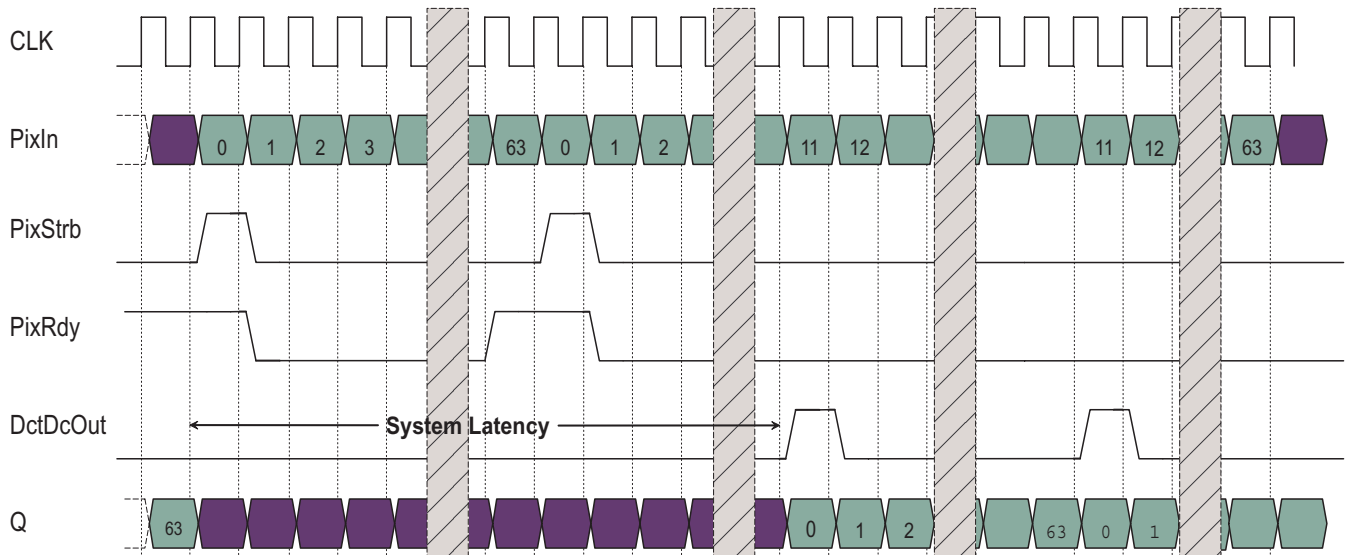 CLK
PixIn 0 1 2 3 63 0 1 2 11 12 11 12 63
PixStrb
PixRdy
DctDcOut System Latency
Q 63 0 1 2 63 0 1